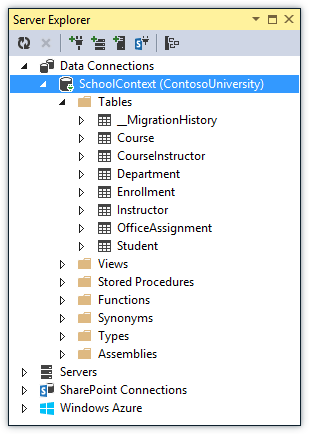 Server Explorer
Data Connections
SchoolContext (ContosoUniversity)
Tables
__MigrationHistory
Course
CourseInstructor
Department
Enrollment
Instructor
OfficeAssignment
Student
Views
Stored Procedures
Functions
Synonyms
Types
Assemblies
Servers
SharePoint Connections
Windows Azure